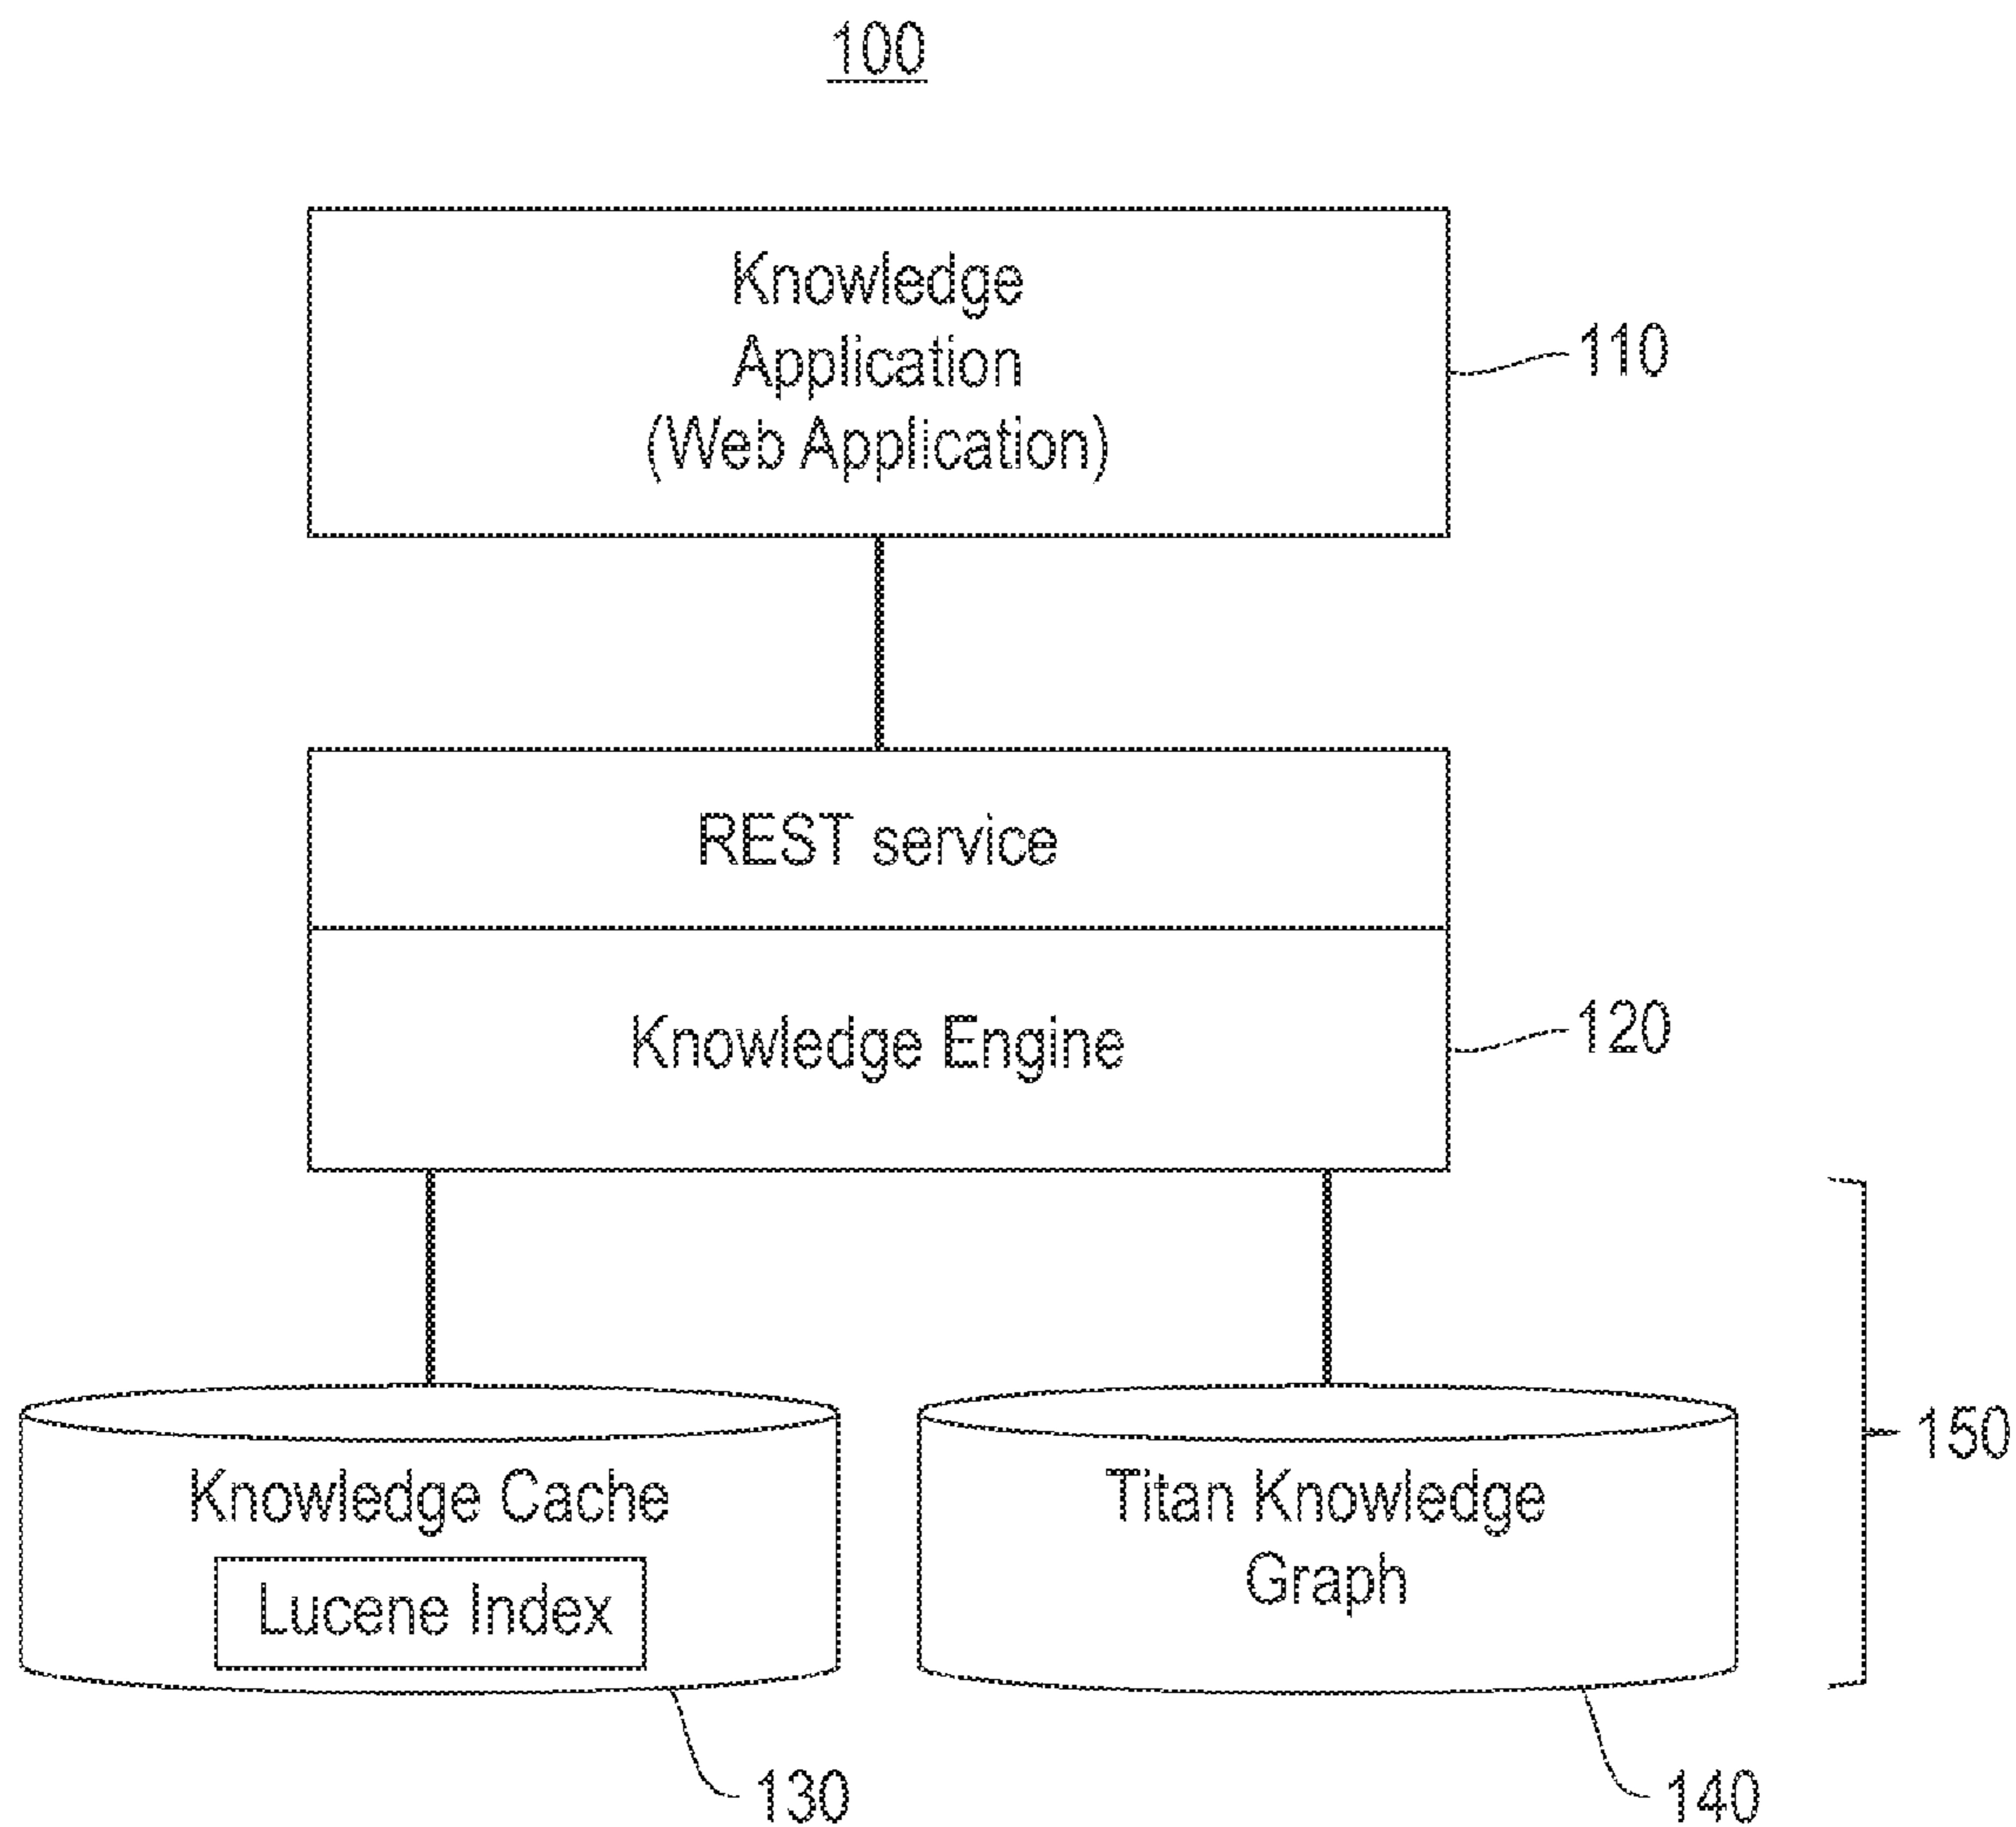 100
Knowledge
Application
(Web Application)
110
REST service
Knowledge Engine
120
150
Knowledge Cache
Lucene Index
Titan Knowledge
Graph
130
140